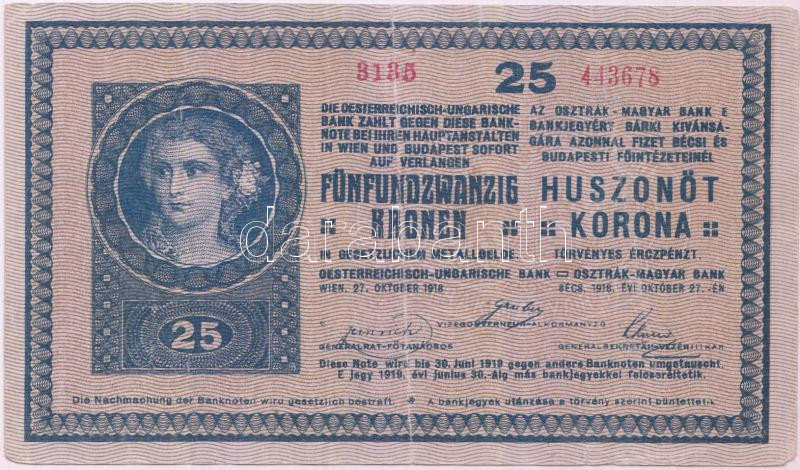 3135 25 443678
DIE OESTERREICHISCH-UNGARISCHE
BANK ZAHLT GEGEN DIESE BANK-
NOTE BEI IHREN HAUPTANSTALTEN
IN WIEN UND BUDAPEST SOFORT
AUF VERLANGEN
FÜNFUNDZWANZIG
KRONEN
IN GESETZLICHEM METALLGELDE.
OESTERREICHISCH-UNGARISCHE BANK
WIEN, 27. OKTOBER 1918
AZ OSZTRÁK-MAGYAR BANK E
BANKJEGYÉRT BÁRKI KIVÁNSÁ-
GÁRA AZONNAL FIZET BÉCSI ÉS
BUDAPESTI FŐINTÉZETEINÉL
HUSZONÖT
KORONA
TÖRVÉNYES ÉRCZPÉNZT.
OSZTRÁK-MAGYAR BANK
BÉCS, 1918. ÉVI OKTÓBER 27.-ÉN
VIZEGOUVERNEUR-ALKORMÁNYZÓ
GENERALRAT-FŐTANÁCSOS
GENERALSEKRETÄR-VEZÉRTITKÁR
Diese Note wird bis 30. Juni 1919 gegen andere Banknoten umgetauscht.
E jegy 1919. évi junius 30.-áig más bankjegyekkel felcseréltetik.
25
Die Nachmachung der Banknoten wird gesetzlich bestraft. A bankjegyek utánzása a törvény szerint büntettetik.
darabanth